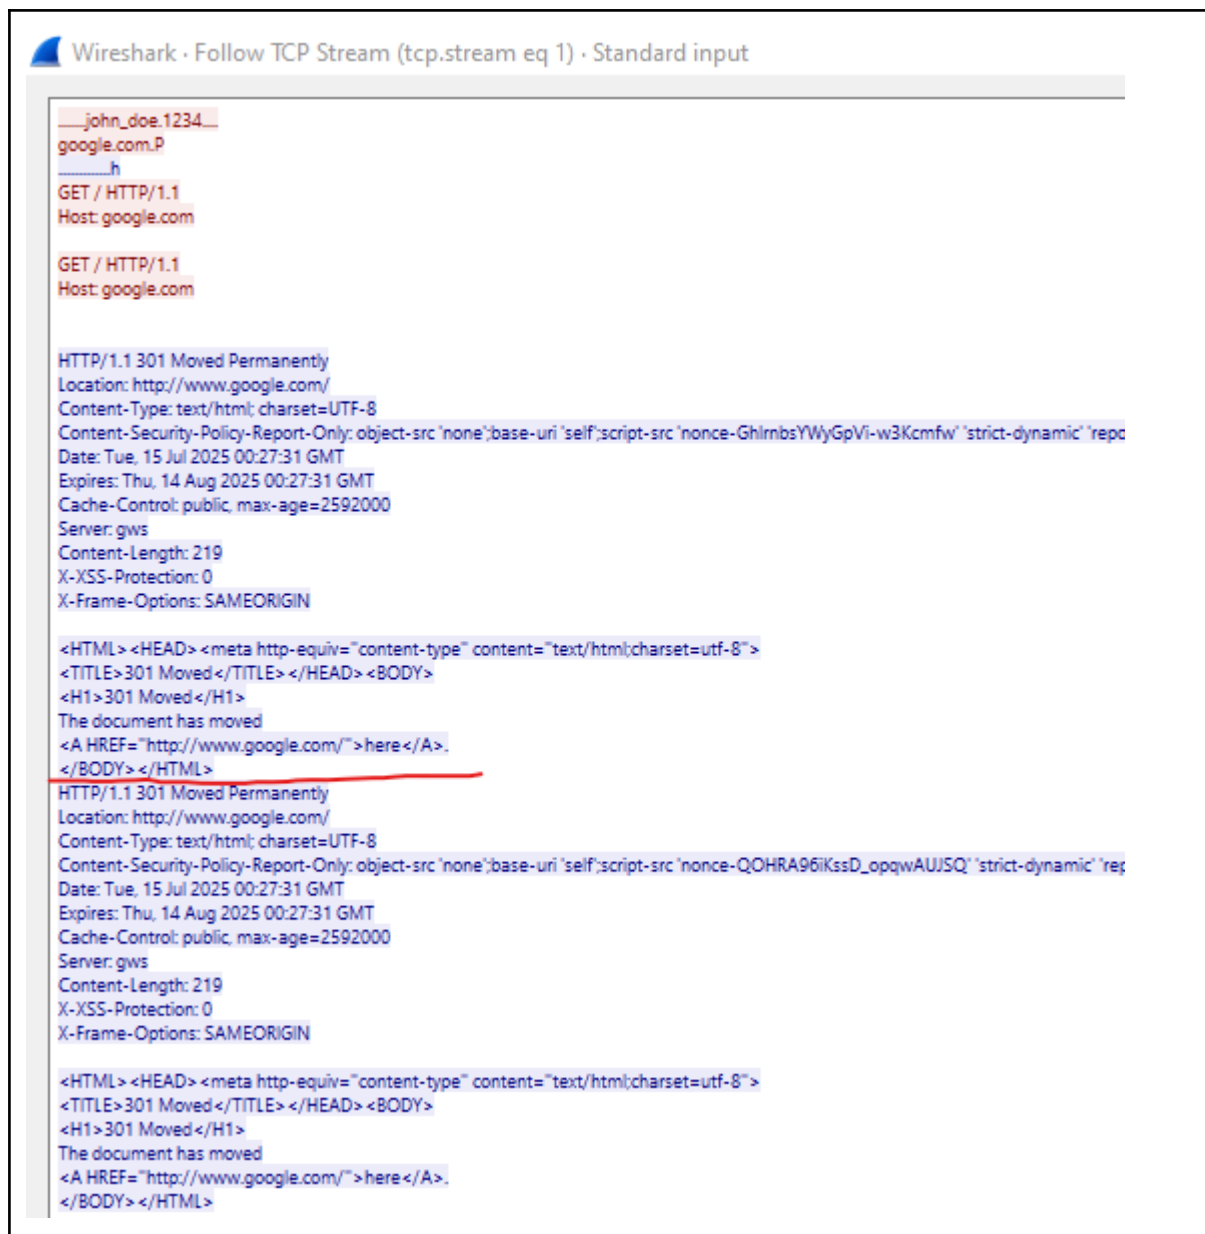 Wireshark · Follow TCP Stream (tcp.stream eq 1) · Standard input
......john_doe.1234....
google.com.P
............h
GET / HTTP/1.1
Host: google.com
GET / HTTP/1.1
Host: google.com
HTTP/1.1 301 Moved Permanently
Location: http://www.google.com/
Content-Type: text/html; charset=UTF-8
Content-Security-Policy-Report-Only: object-src 'none';base-uri 'self';script-src 'nonce-GhIrnbsYWyGpVi-w3Kcmfw' 'strict-dynamic' 'repo
Date: Tue, 15 Jul 2025 00:27:31 GMT
Expires: Thu, 14 Aug 2025 00:27:31 GMT
Cache-Control: public, max-age=2592000
Server: gws
Content-Length: 219
X-XSS-Protection: 0
X-Frame-Options: SAMEORIGIN
<HTML><HEAD><meta http-equiv="content-type" content="text/html;charset=utf-8">
<TITLE>301 Moved</TITLE></HEAD><BODY>
<H1>301 Moved</H1>
The document has moved
<A HREF="http://www.google.com/">here</A>.
</BODY></HTML>
HTTP/1.1 301 Moved Permanently
Location: http://www.google.com/
Content-Type: text/html; charset=UTF-8
Content-Security-Policy-Report-Only: object-src 'none';base-uri 'self';script-src 'nonce-QOHRA96iKssD_opqwAUJSQ' 'strict-dynamic' 'rep
Date: Tue, 15 Jul 2025 00:27:31 GMT
Expires: Thu, 14 Aug 2025 00:27:31 GMT
Cache-Control: public, max-age=2592000
Server: gws
Content-Length: 219
X-XSS-Protection: 0
X-Frame-Options: SAMEORIGIN
<HTML><HEAD><meta http-equiv="content-type" content="text/html;charset=utf-8">
<TITLE>301 Moved</TITLE></HEAD><BODY>
<H1>301 Moved</H1>
The document has moved
<A HREF="http://www.google.com/">here</A>.
</BODY></HTML>